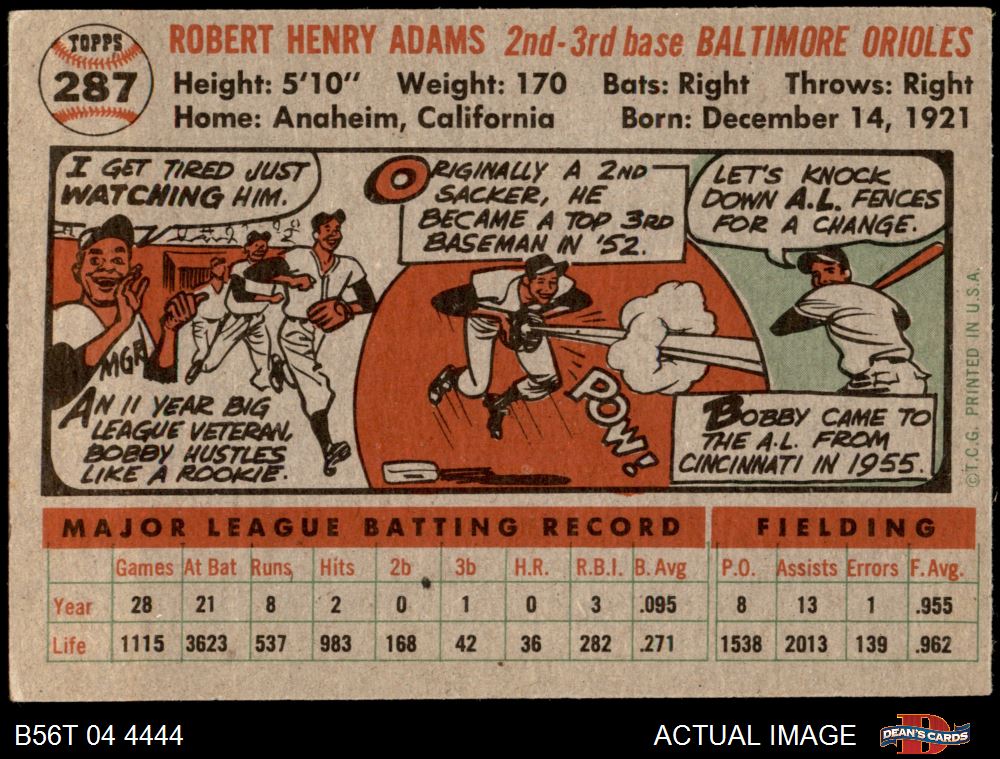 TOPPS
287
ROBERT HENRY ADAMS 2nd-3rd base BALTIMORE ORIOLES
Height: 5'10" Weight: 170 Bats: Right Throws: Right
Home: Anaheim, California Born: December 14, 1921
I GET TIRED JUST
WATCHING HIM.
MGR
AN 11 YEAR BIG
LEAGUE VETERAN,
BOBBY HUSTLES
LIKE A ROOKIE.
ORIGINALLY A 2ND
SACKER, HE
BECAME A TOP 3RD
BASEMAN IN '52.
POW!
LET'S KNOCK
DOWN A.L. FENCES
FOR A CHANGE.
BOBBY CAME TO
THE A.L. FROM
CINCINNATI IN 1955.
©T.C.G. PRINTED IN U.S.A.
MAJOR LEAGUE BATTING RECORD FIELDING
Games At Bat Runs Hits 2b 3b H.R. R.B.I. B. Avg P.O. Assists Errors F. Avg.
Year 28 21 8 2 0 1 0 3 .095 8 13 1 .955
Life 1115 3623 537 983 168 42 36 282 .271 1538 2013 139 .962
B56T 04 4444 ACTUAL IMAGE DEAN'S CARDS